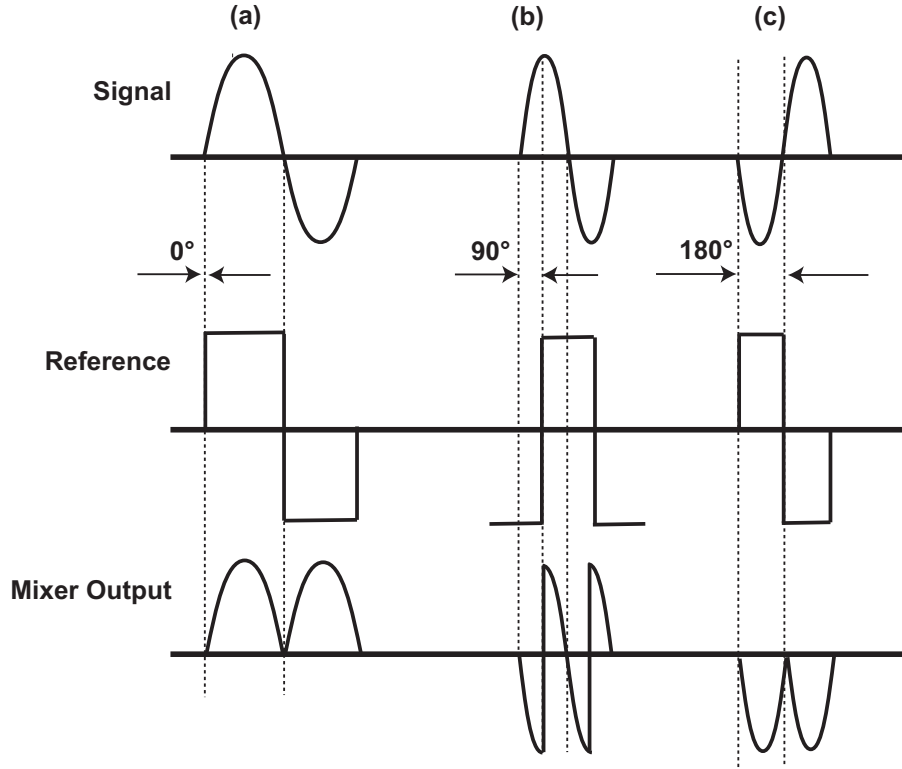 (a) (b) (c)
Signal
0° 90° 180°
Reference
Mixer Output